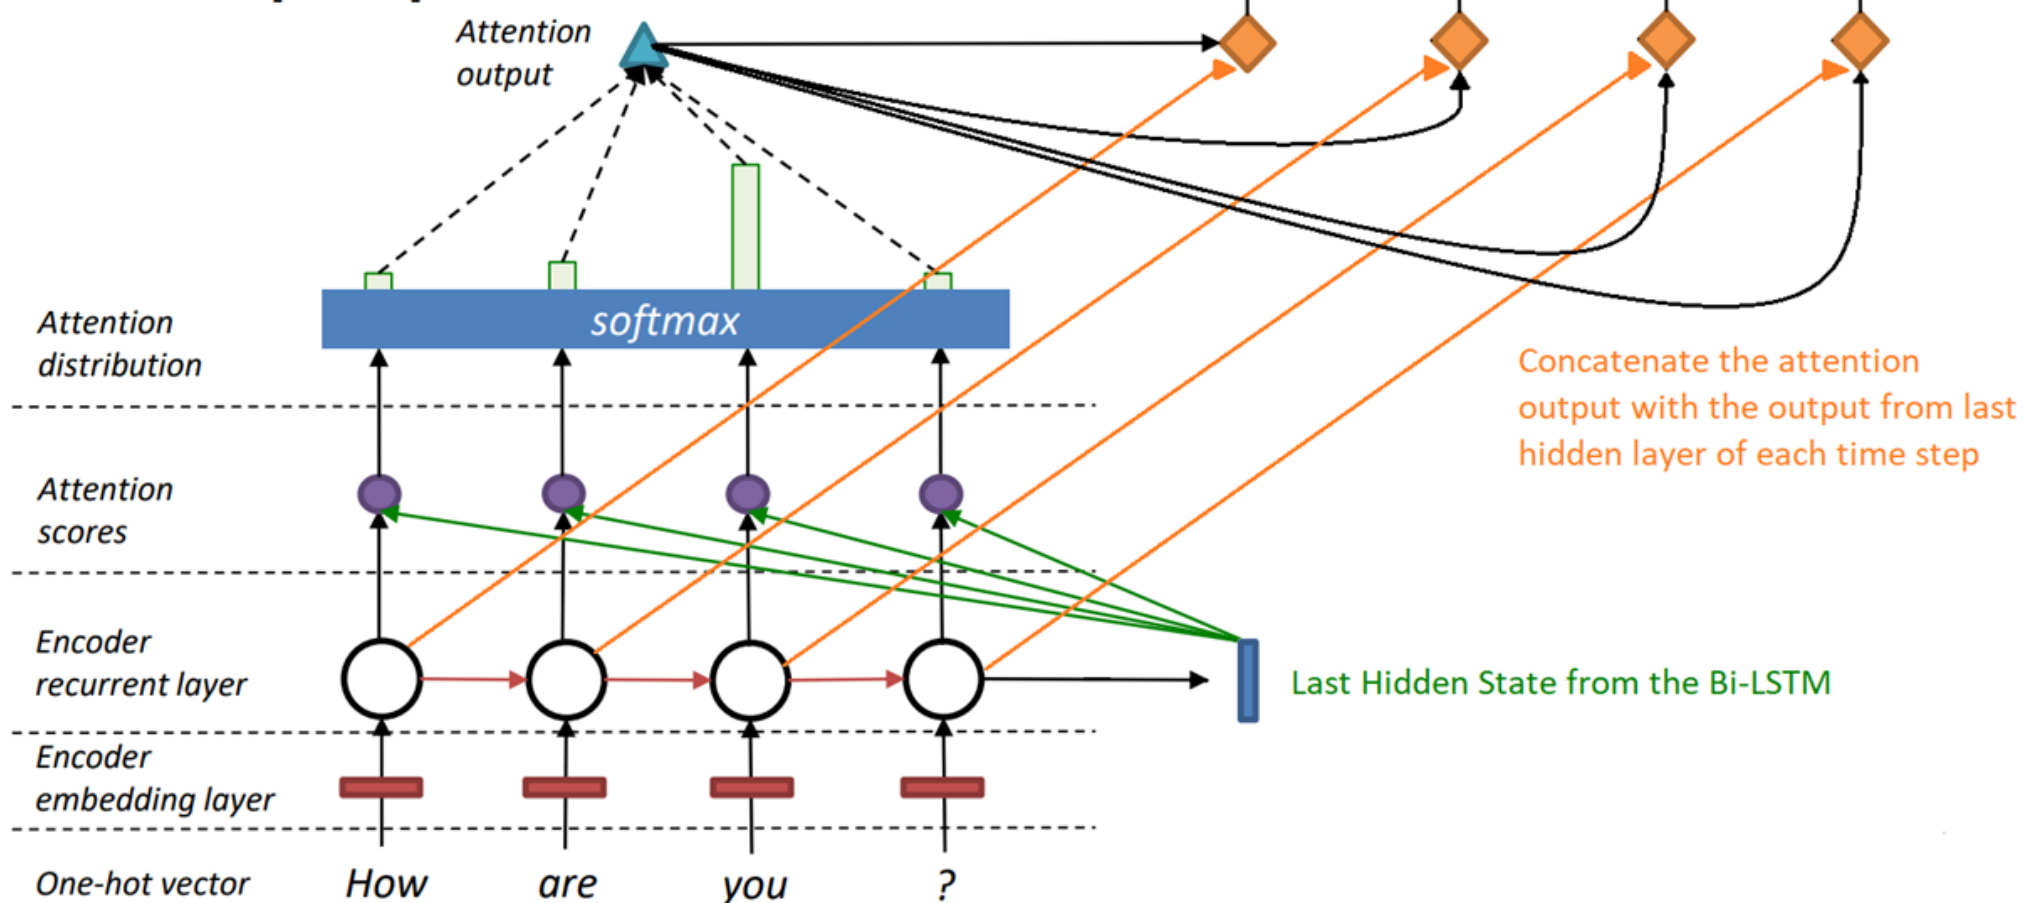 Attention
output
softmax
Attention
distribution
Concatenate the attention
output with the output from last
hidden layer of each time step
Attention
scores
Encoder
recurrent layer
Last Hidden State from the Bi-LSTM
Encoder
embedding layer
One-hot vector
How are you ?